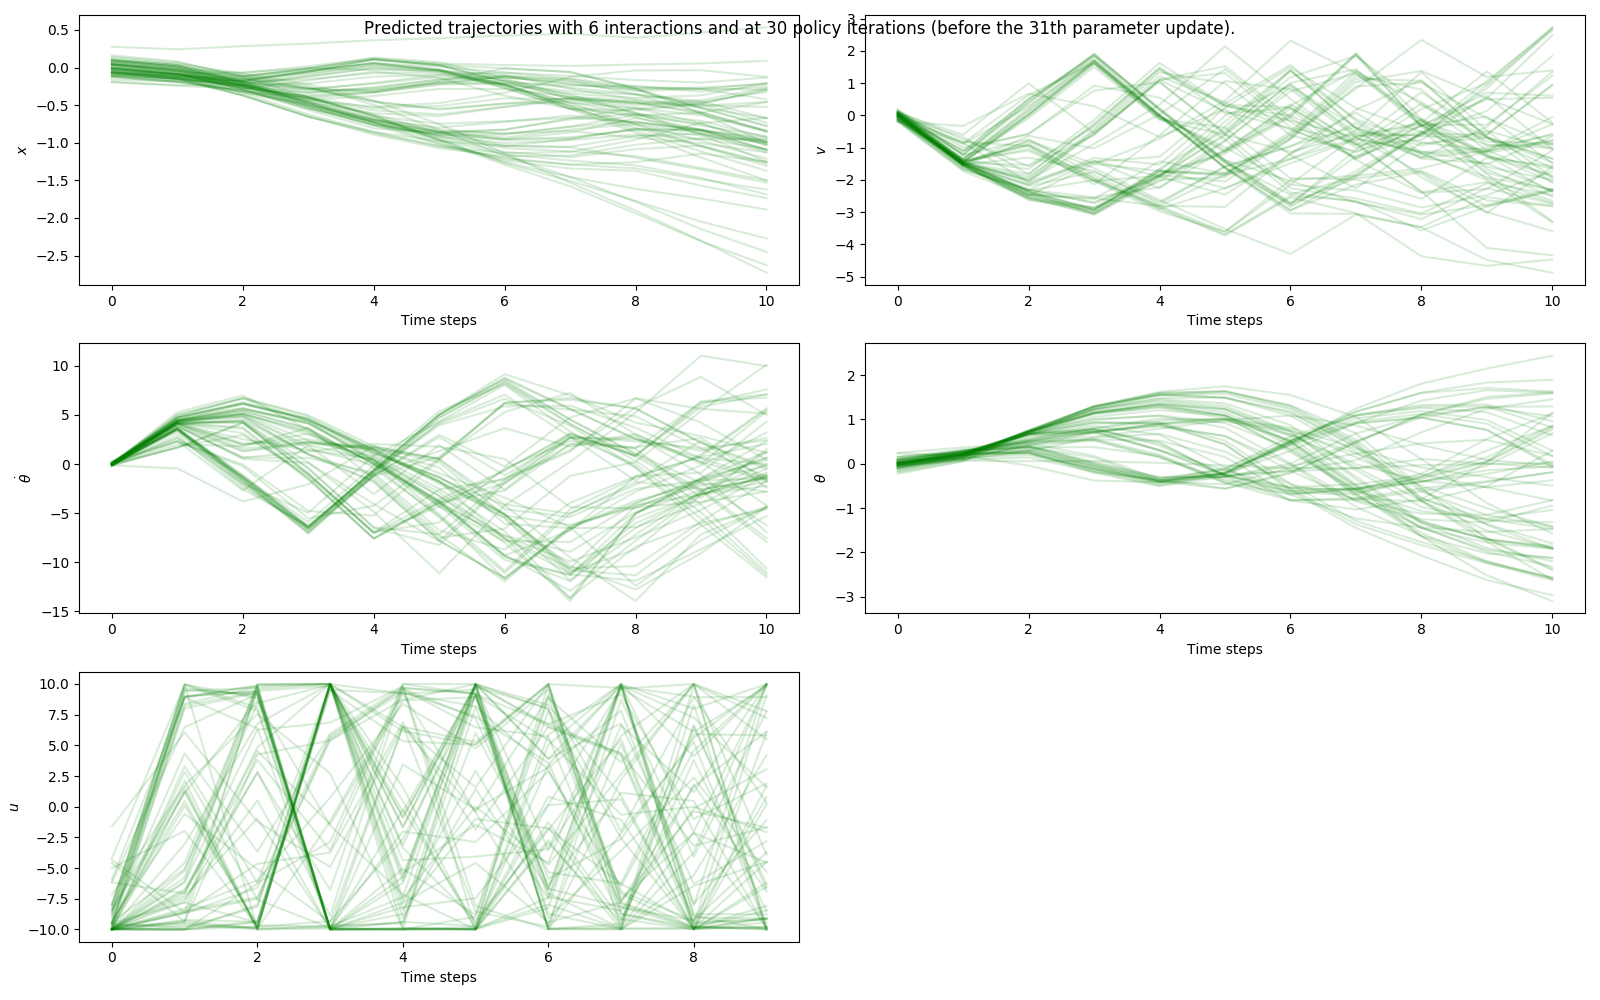 Predicted trajectories with 6 interactions and at 30 policy iterations (before the 31th parameter update).
0.5
0.0
−0.5
−1.0
−1.5
−2.0
−2.5
x
0 2 4 6 8 10
Time steps
3
2
1
0
−1
−2
−3
−4
−5
v
0 2 4 6 8 10
Time steps
10
5
0
−5
−10
−15
θ̇
0 2 4 6 8 10
Time steps
2
1
0
−1
−2
−3
θ
0 2 4 6 8 10
Time steps
10.0
7.5
5.0
2.5
0.0
−2.5
−5.0
−7.5
−10.0
u
0 2 4 6 8
Time steps